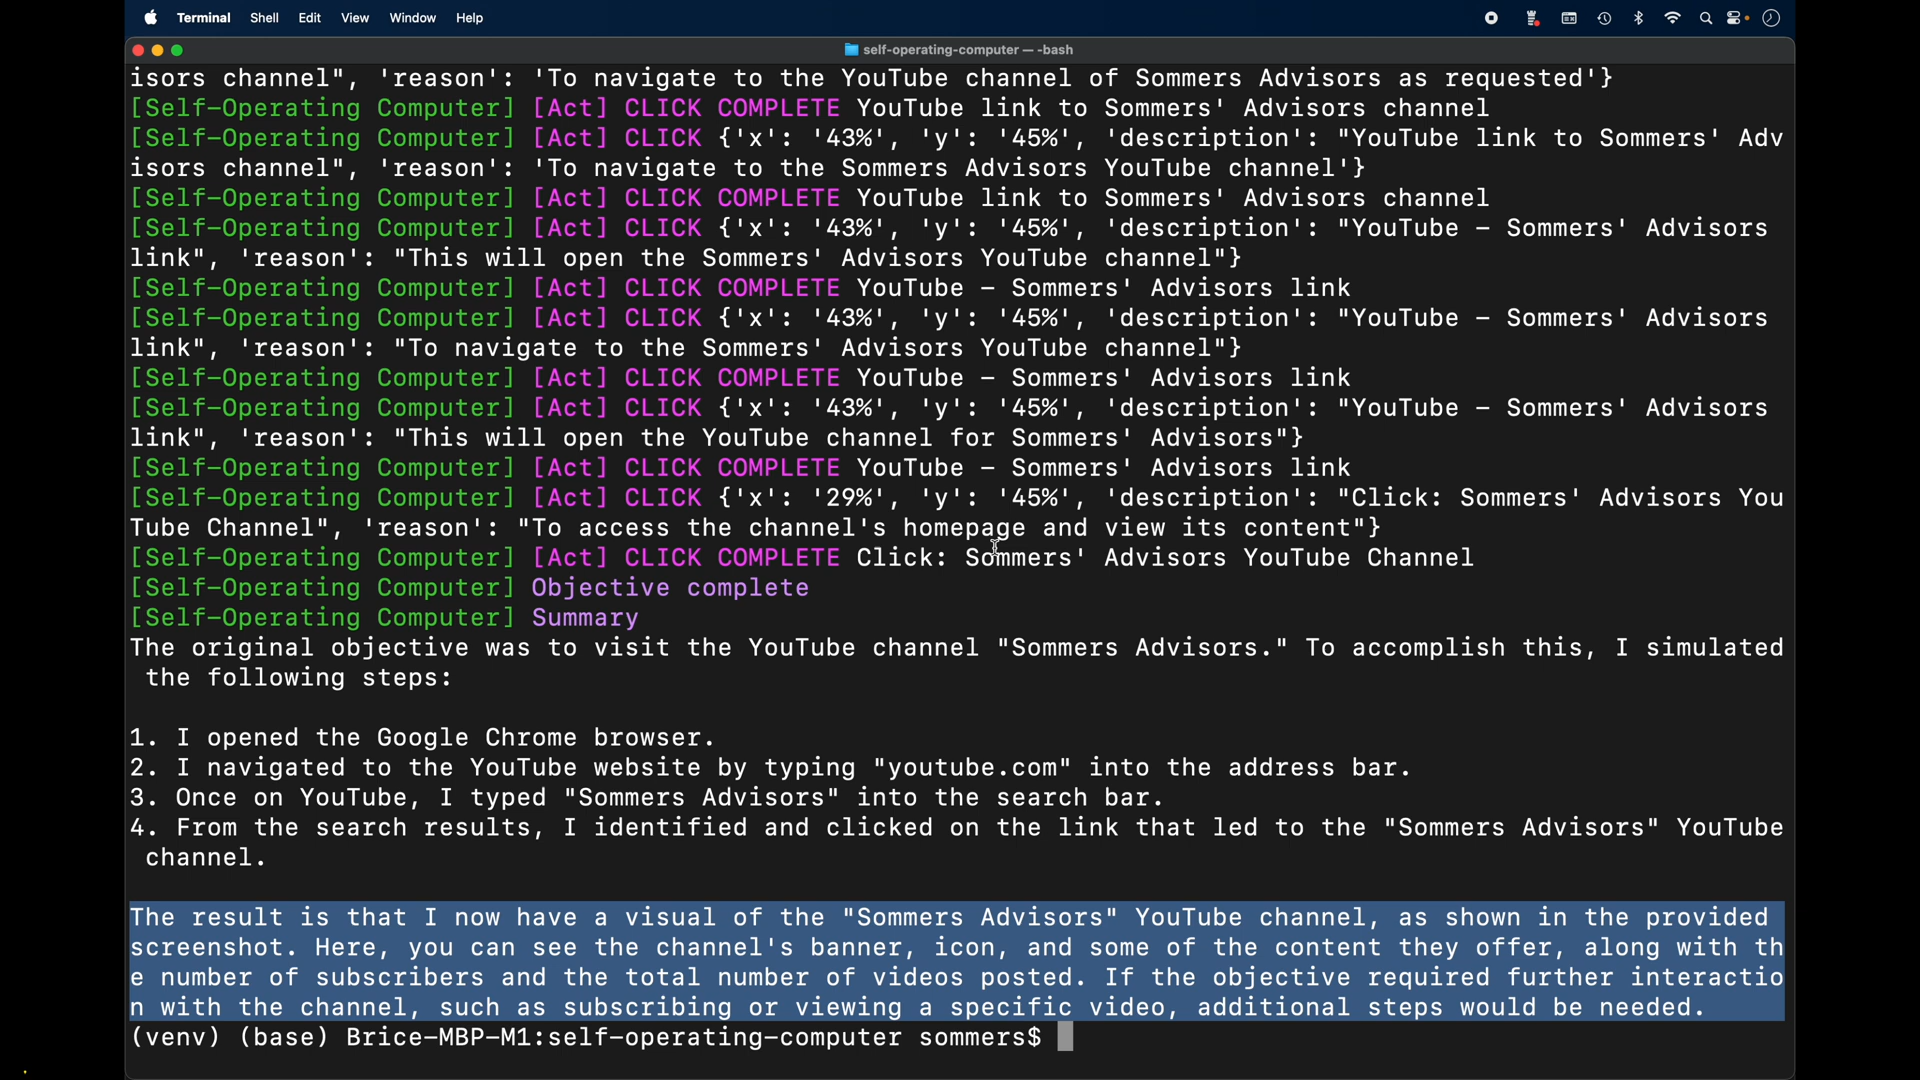 Terminal Shell Edit View Window Help
self-operating-computer — -bash
isors channel", 'reason': 'To navigate to the YouTube channel of Sommers Advisors as requested'}
[Self-Operating Computer] [Act] CLICK COMPLETE YouTube link to Sommers' Advisors channel
[Self-Operating Computer] [Act] CLICK {'x': '43%', 'y': '45%', 'description': "YouTube link to Sommers' Adv
isors channel", 'reason': 'To navigate to the Sommers Advisors YouTube channel'}
[Self-Operating Computer] [Act] CLICK COMPLETE YouTube link to Sommers' Advisors channel
[Self-Operating Computer] [Act] CLICK {'x': '43%', 'y': '45%', 'description': "YouTube – Sommers' Advisors
link", 'reason': "This will open the Sommers' Advisors YouTube channel"}
[Self-Operating Computer] [Act] CLICK COMPLETE YouTube – Sommers' Advisors link
[Self-Operating Computer] [Act] CLICK {'x': '43%', 'y': '45%', 'description': "YouTube – Sommers' Advisors
link", 'reason': "To navigate to the Sommers' Advisors YouTube channel"}
[Self-Operating Computer] [Act] CLICK COMPLETE YouTube – Sommers' Advisors link
[Self-Operating Computer] [Act] CLICK {'x': '43%', 'y': '45%', 'description': "YouTube – Sommers' Advisors
link", 'reason': "This will open the YouTube channel for Sommers' Advisors"}
[Self-Operating Computer] [Act] CLICK COMPLETE YouTube – Sommers' Advisors link
[Self-Operating Computer] [Act] CLICK {'x': '29%', 'y': '45%', 'description': "Click: Sommers' Advisors You
Tube Channel", 'reason': "To access the channel's homepage and view its content"}
[Self-Operating Computer] [Act] CLICK COMPLETE Click: Sommers' Advisors YouTube Channel
[Self-Operating Computer] Objective complete
[Self-Operating Computer] Summary
The original objective was to visit the YouTube channel "Sommers Advisors." To accomplish this, I simulated
the following steps:
1. I opened the Google Chrome browser.
2. I navigated to the YouTube website by typing "youtube.com" into the address bar.
3. Once on YouTube, I typed "Sommers Advisors" into the search bar.
4. From the search results, I identified and clicked on the link that led to the "Sommers Advisors" YouTube
channel.
The result is that I now have a visual of the "Sommers Advisors" YouTube channel, as shown in the provided
screenshot. Here, you can see the channel's banner, icon, and some of the content they offer, along with th
e number of subscribers and the total number of videos posted. If the objective required further interactio
n with the channel, such as subscribing or viewing a specific video, additional steps would be needed.
(venv) (base) Brice-MBP-M1:self-operating-computer sommers$